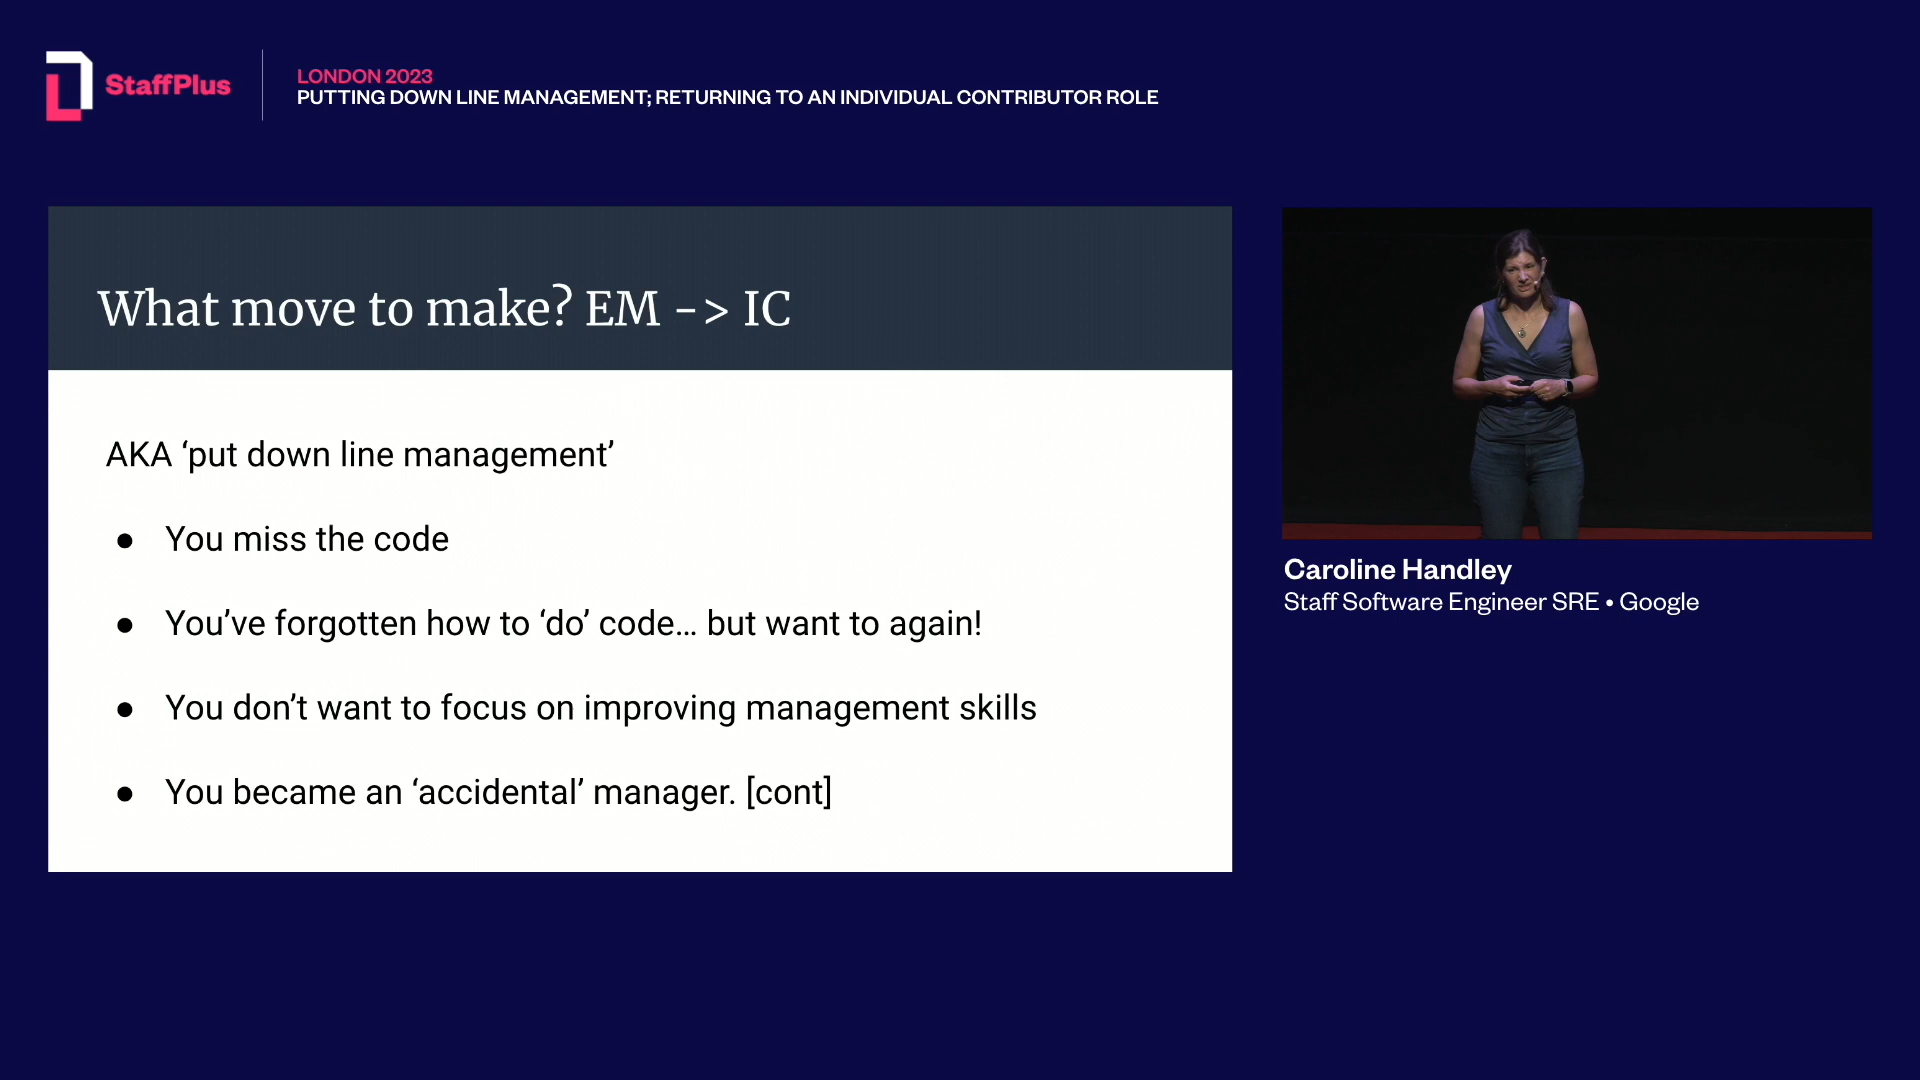 StaffPlus
LONDON 2023
PUTTING DOWN LINE MANAGEMENT; RETURNING TO AN INDIVIDUAL CONTRIBUTOR ROLE
What move to make? EM -> IC
AKA ‘put down line management’
● You miss the code
● You’ve forgotten how to ‘do’ code... but want to again!
● You don’t want to focus on improving management skills
● You became an ‘accidental’ manager. [cont]
Caroline Handley
Staff Software Engineer SRE • Google